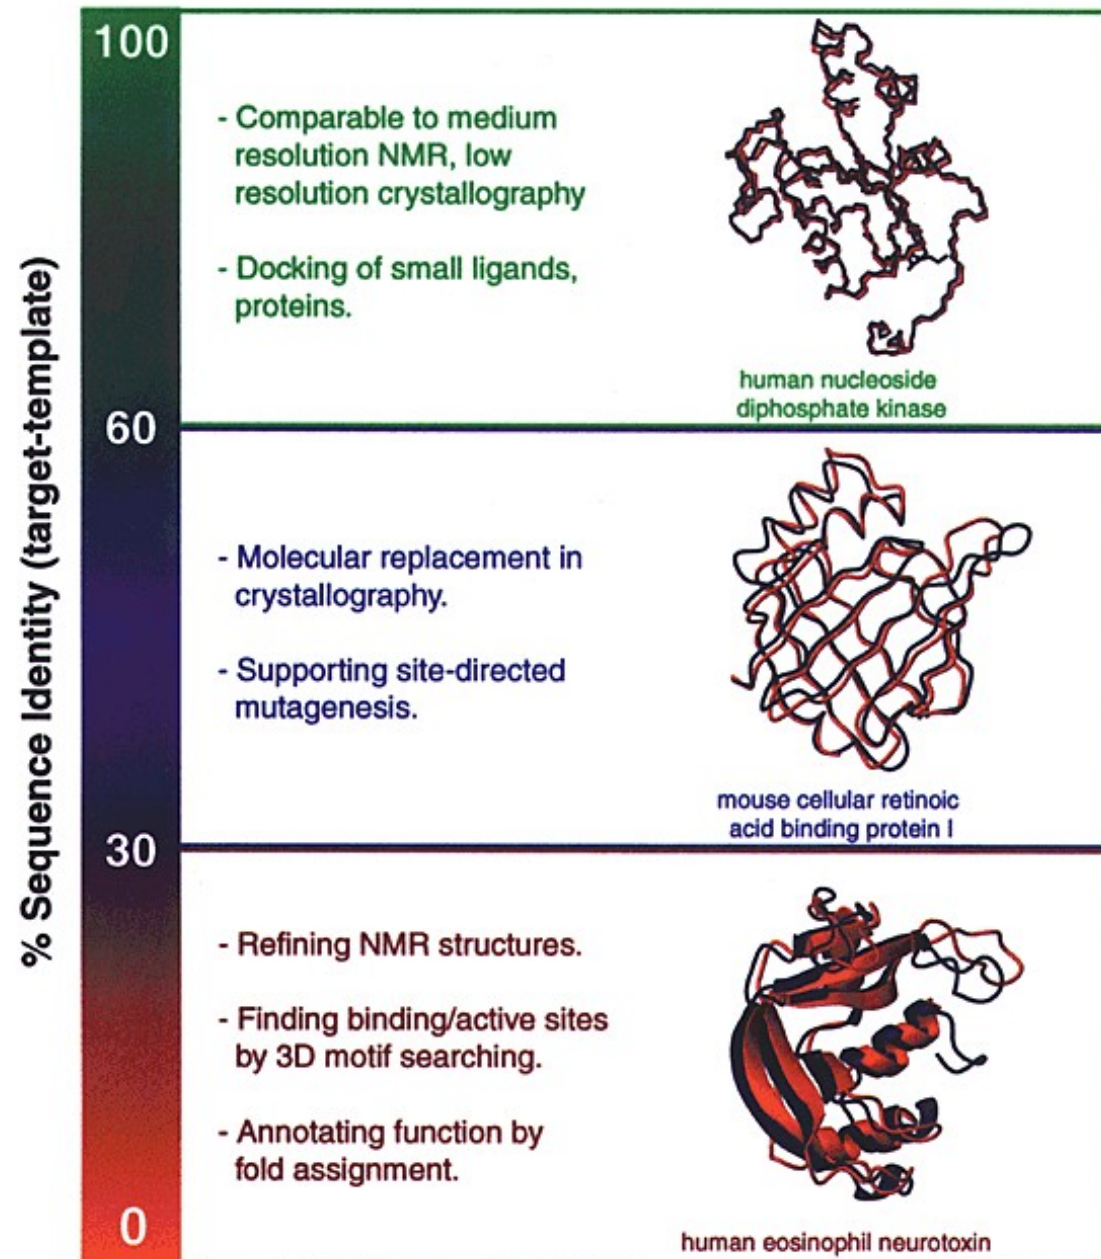 % Sequence Identity (target-template)
100
- Comparable to medium
resolution NMR, low
resolution crystallography
- Docking of small ligands,
proteins.
human nucleoside
diphosphate kinase
60
- Molecular replacement in
crystallography.
- Supporting site-directed
mutagenesis.
mouse cellular retinoic
acid binding protein I
30
- Refining NMR structures.
- Finding binding/active sites
by 3D motif searching.
- Annotating function by
fold assignment.
0
human eosinophil neurotoxin